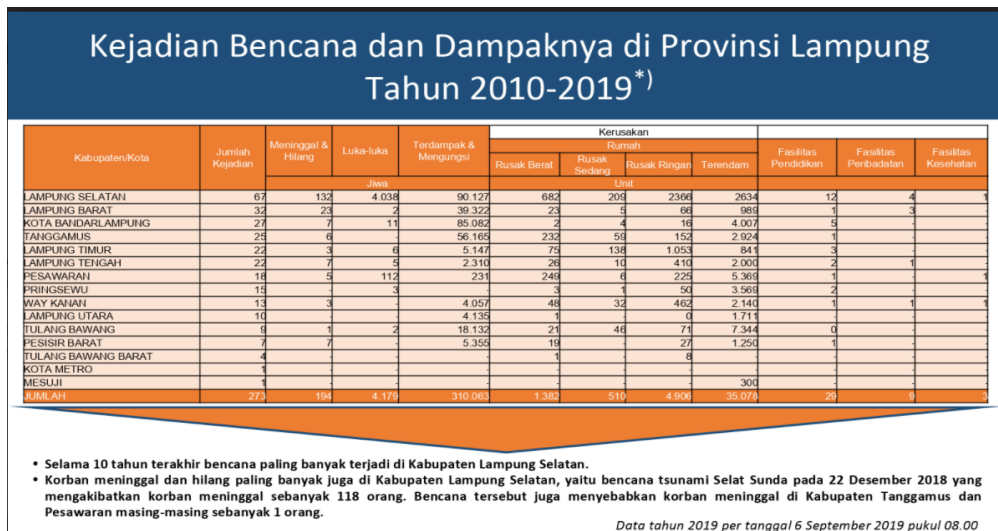 Kejadian Bencana dan Dampaknya di Provinsi Lampung
Tahun 2010-2019*)
Kabupaten/Kota Jumlah Kejadian Meninggal & Hilang Luka-luka Terdampak & Mengungsi Kerusakan
Rumah Fasilitas Pendidikan Fasilitas Peribadatan Fasilitas Kesehatan
Rusak Berat Rusak Sedang Rusak Ringan Terendam
Jiwa Unit
LAMPUNG SELATAN 67 132 4.038 90.127 682 209 2366 2634 12 4 1
LAMPUNG BARAT 32 23 2 39.322 23 5 66 989 1 3 -
KOTA BANDARLAMPUNG 27 7 11 85.082 2 4 16 4.007 5 - -
TANGGAMUS 25 6 - 56.165 232 59 152 2.924 1 - -
LAMPUNG TIMUR 22 3 6 5.147 75 138 1.053 841 3 - -
LAMPUNG TENGAH 22 7 5 2.310 26 10 410 2.000 2 1 -
PESAWARAN 18 5 112 231 249 6 225 5.369 1 - 1
PRINGSEWU 15 - 3 - 3 1 50 3.569 2 - -
WAY KANAN 13 3 - 4.057 48 32 462 2.140 1 1 1
LAMPUNG UTARA 10 - - 4.135 1 - 0 1.711 - - -
TULANG BAWANG 9 1 2 18.132 21 46 71 7.344 0 - -
PESISIR BARAT 7 7 - 5.355 19 - 27 1.250 1 - -
TULANG BAWANG BARAT 4 - - - 1 - 8 - - - -
KOTA METRO 1 - - - - - - - - - -
MESUJI 1 - - - - - - 300 - - -
JUMLAH 273 194 4.179 310.063 1.382 510 4.906 35.078 29 9 3
• Selama 10 tahun terakhir bencana paling banyak terjadi di Kabupaten Lampung Selatan.
• Korban meninggal dan hilang paling banyak juga di Kabupaten Lampung Selatan, yaitu bencana tsunami Selat Sunda pada 22 Desember 2018 yang
mengakibatkan korban meninggal sebanyak 118 orang. Bencana tersebut juga menyebabkan korban meninggal di Kabupaten Tanggamus dan
Pesawaran masing-masing sebanyak 1 orang.
Data tahun 2019 per tanggal 6 September 2019 pukul 08.00